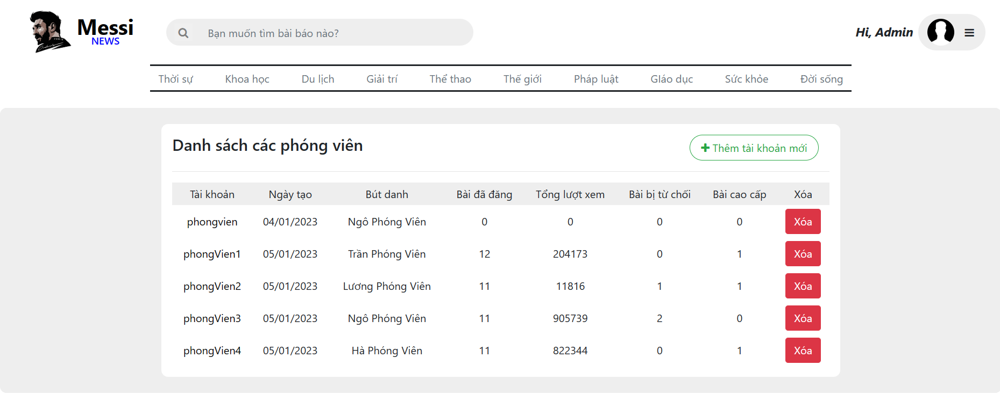 Messi
NEWS
Bạn muốn tìm bài báo nào?
Hi, Admin
Thời sự Khoa học Du lịch Giải trí Thể thao Thế giới Pháp luật Gláo dục Sức khỏe Đời sống
Danh sách các phóng viên
Thêm tài khoản mới
Tài khoản Ngày tạo Bút danh Bài đã đăng Tổng lượt xem Bài bị từ chối Bài cao cấp Xóa
phongvien 04/01/2023 Ngô Phóng Viên 0 0 0 0 Xóa
phongVien1 05/01/2023 Trần Phóng Viên 12 204173 0 1 Xóa
phongVien2 05/01/2023 Lương Phóng Viên 11 11816 1 1 Xóa
phongVien3 05/01/2023 Ngô Phóng Viên 11 905739 2 0 Xóa
phongVien4 05/01/2023 Hà Phóng Viên 11 822344 0 1 Xóa